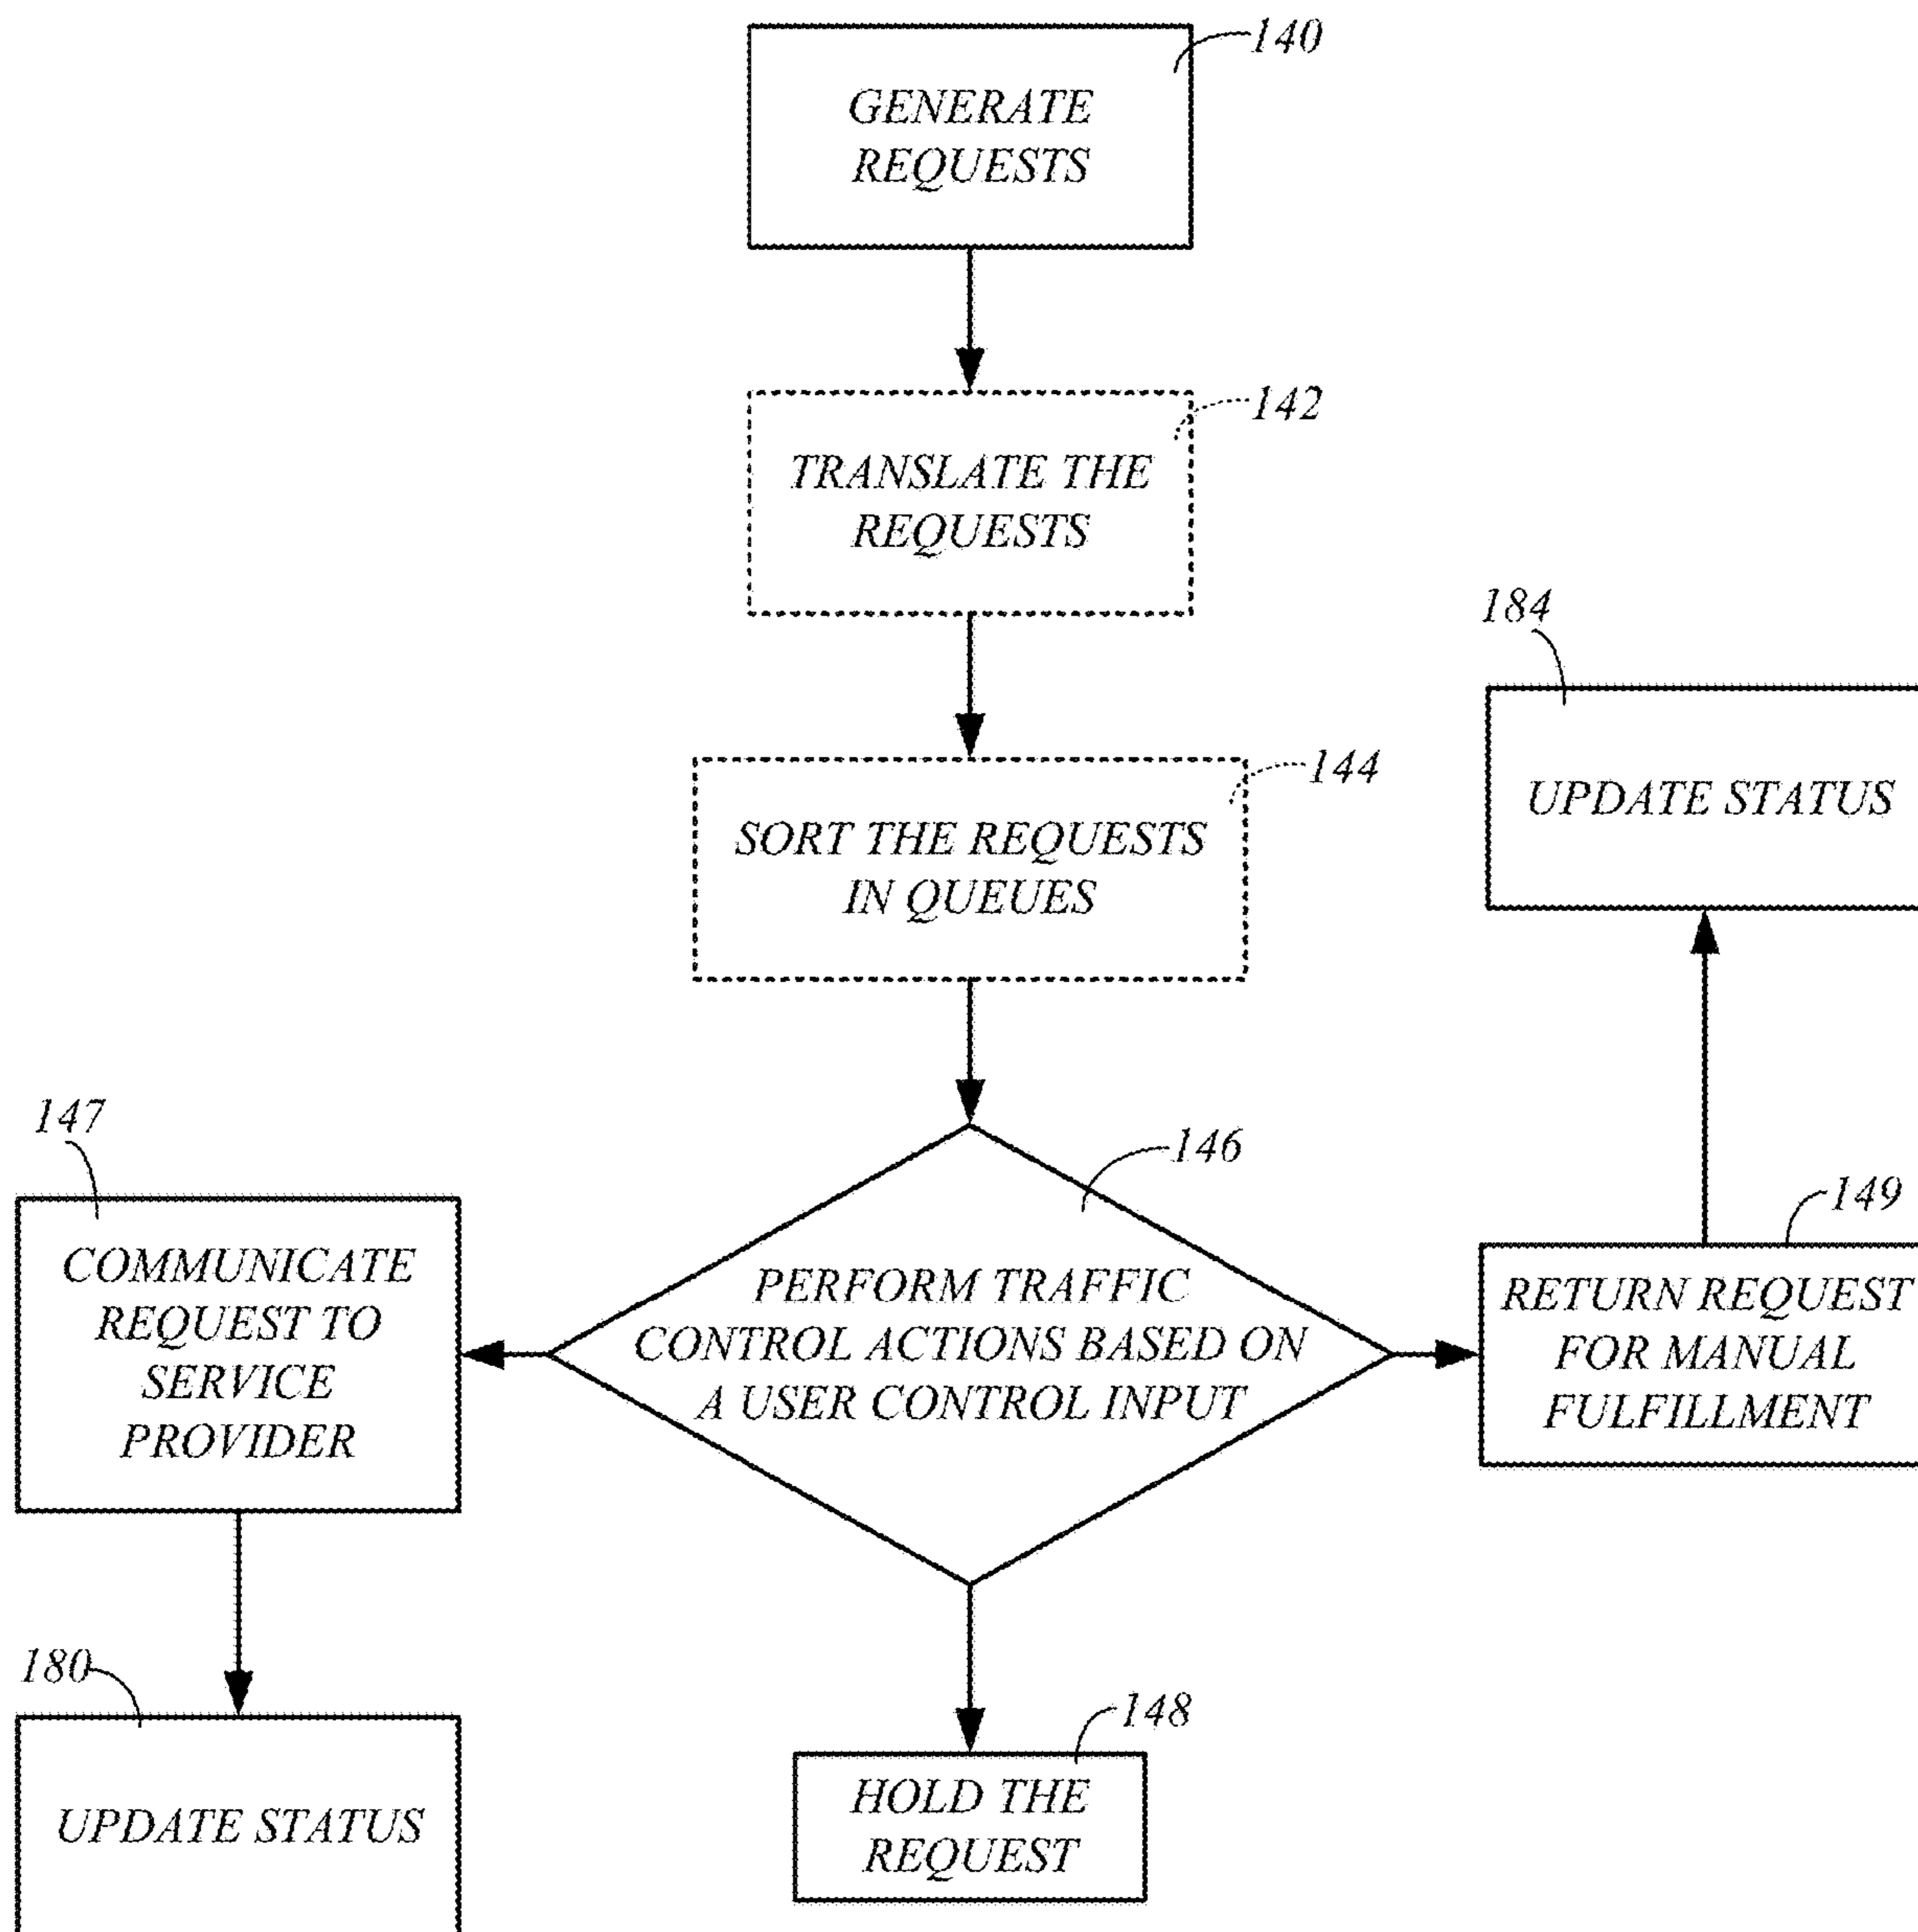 140
GENERATE
REQUESTS
142
TRANSLATE THE
REQUESTS
184
UPDATE STATUS
144
SORT THE REQUESTS
IN QUEUES
147
COMMUNICATE
REQUEST TO
SERVICE
PROVIDER
146
PERFORM TRAFFIC
CONTROL ACTIONS BASED ON
A USER CONTROL INPUT
149
RETURN REQUEST
FOR MANUAL
FULFILLMENT
180
UPDATE STATUS
148
HOLD THE
REQUEST